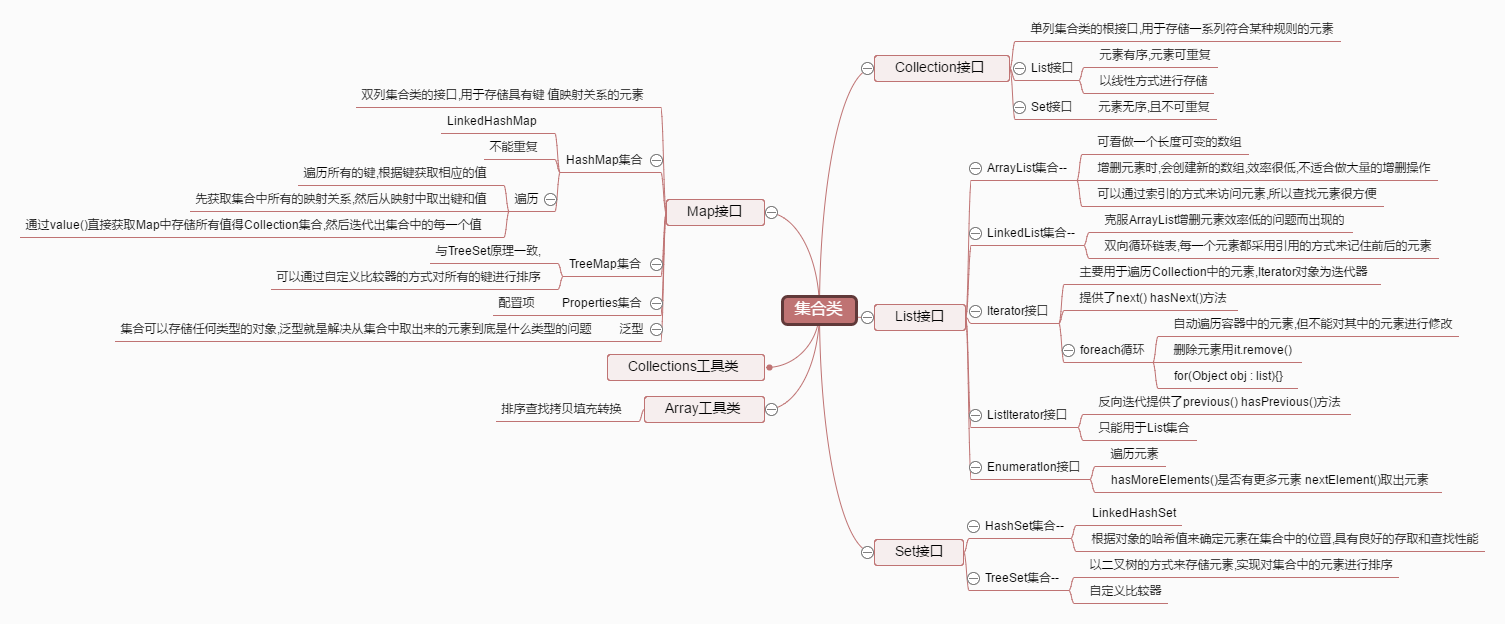 集合类
Collection接口
单列集合类的根接口,用于存储一系列符合某种规则的元素
List接口
元素有序,元素可重复
以线性方式进行存储
Set接口
元素无序,且不可重复
List接口
ArrayList集合--
可看做一个长度可变的数组
增删元素时,会创建新的数组,效率很低,不适合做大量的增删操作
可以通过索引的方式来访问元素,所以查找元素很方便
LinkedList集合--
克服ArrayList增删元素效率低的问题而出现的
双向循环链表,每一个元素都采用引用的方式来记住前后的元素
Iterator接口
主要用于遍历Collection中的元素,Iterator对象为迭代器
提供了next() hasNext()方法
foreach循环
自动遍历容器中的元素,但不能对其中的元素进行修改
删除元素用it.remove()
for(Object obj : list){}
ListIterator接口
反向迭代提供了previous() hasPrevious()方法
只能用于List集合
EnumeratIon接口
遍历元素
hasMoreElements()是否有更多元素 nextElement()取出元素
Set接口
HashSet集合--
LinkedHashSet
根据对象的哈希值来确定元素在集合中的位置,具有良好的存取和查找性能
TreeSet集合--
以二叉树的方式来存储元素,实现对集合中的元素进行排序
自定义比较器
Map接口
双列集合类的接口,用于存储具有键 值映射关系的元素
HashMap集合
LinkedHashMap
不能重复
遍历
遍历所有的键,根据键获取相应的值
先获取集合中所有的映射关系,然后从映射中取出键和值
通过value()直接获取Map中存储所有值得Collection集合,然后迭代出集合中的每一个值
TreeMap集合
与TreeSet原理一致,
可以通过自定义比较器的方式对所有的键进行排序
Properties集合
配置项
泛型
集合可以存储任何类型的对象,泛型就是解决从集合中取出来的元素到底是什么类型的问题
Collections工具类
Array工具类
排序查找拷贝填充转换